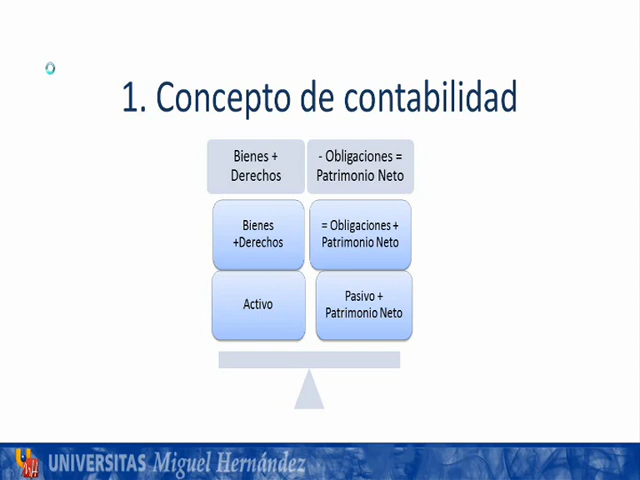 1. Concepto de contabilidad
Bienes +
Derechos
- Obligaciones =
Patrimonio Neto
Bienes
+Derechos
= Obligaciones +
Patrimonio Neto
Activo
Pasivo +
Patrimonio Neto
UNIVERSITAS Miguel Hernández